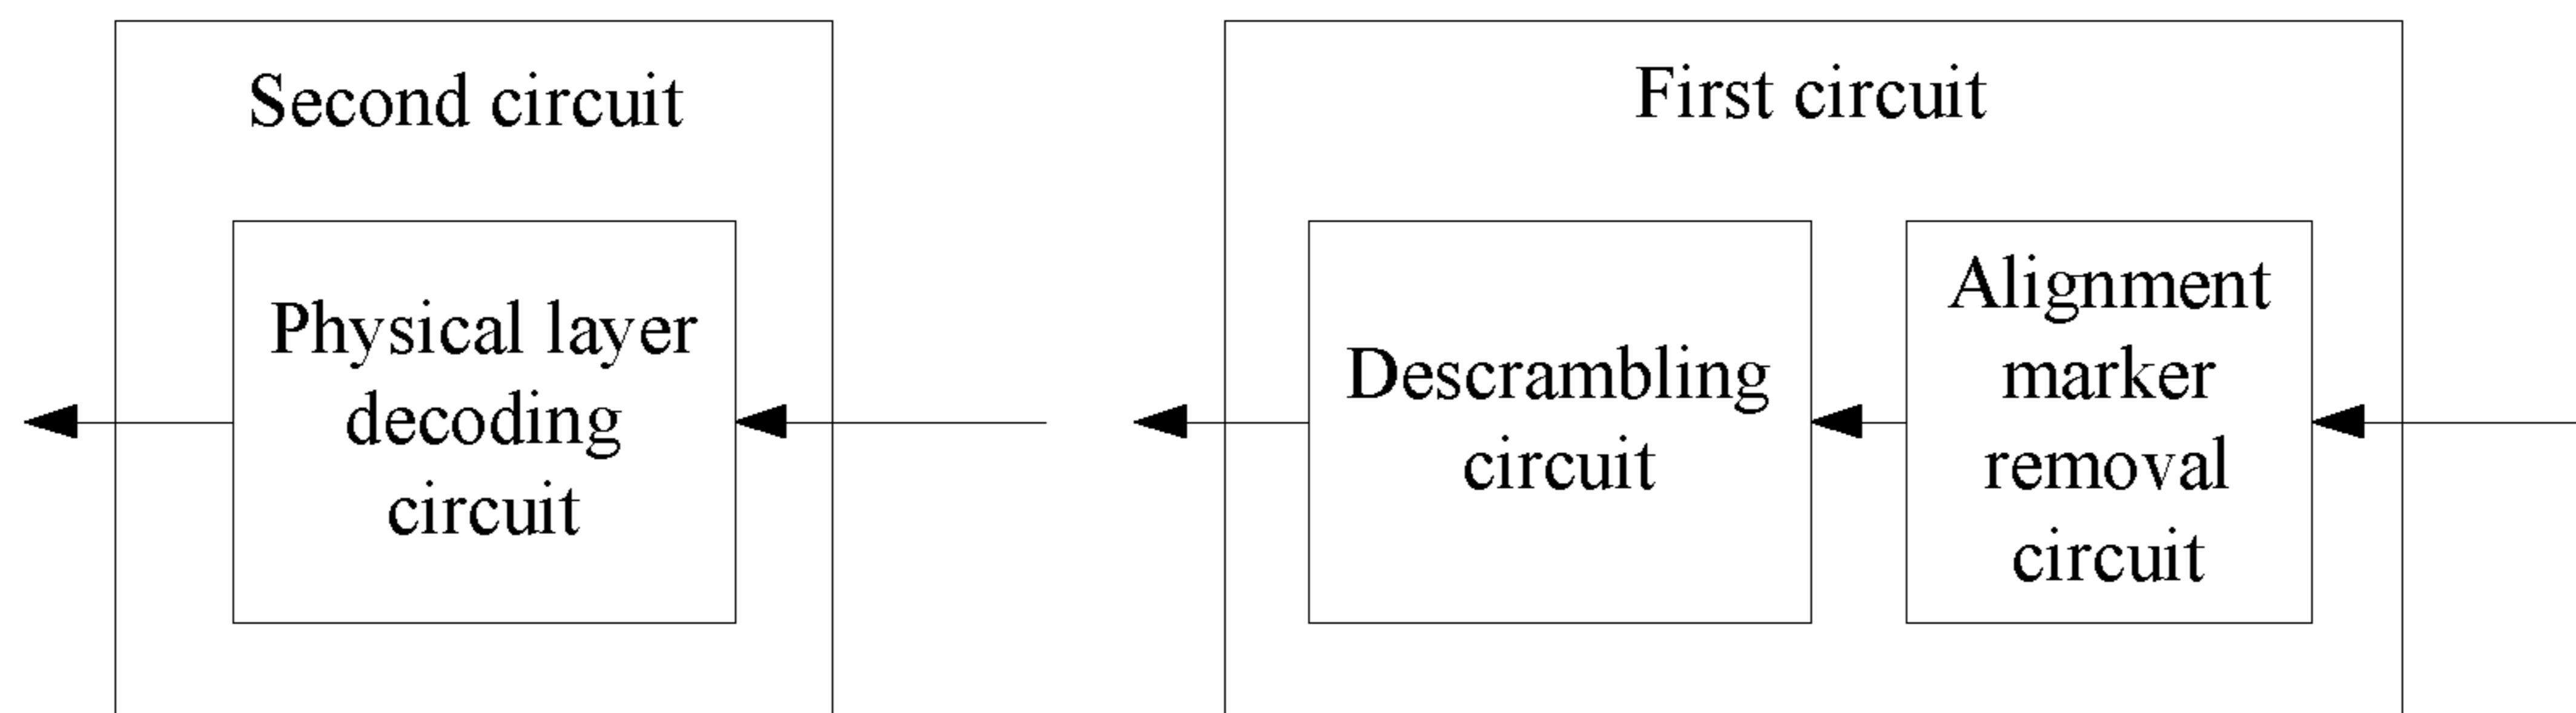 Second circuit
Physical layer
decoding
circuit
First circuit
Descrambling
circuit
Alignment
marker
removal
circuit